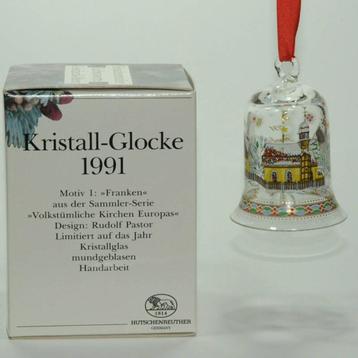 Kristall-Glocke
1991
Motiv 1: »Franken«
aus der Sammler-Serie
»Volkstümliche Kirchen Europas«
Design: Rudolf Pastor
Limitiert auf das Jahr
Kristallglas
mundgeblasen
Handarbeit
1814
HUTSCHENREUTHER
GERMANY